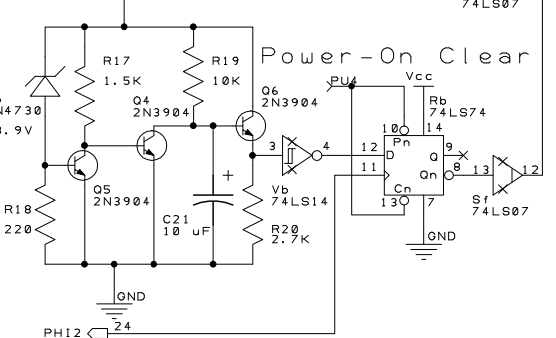 74LS07
Power-On Clear
R17
1.5K
R19
10K
Q6
2N3904
PU4
Vcc
Rb
74LS74
N4730
.9V
Q4
2N3904
10
14
Pn
3
4
12
D
Q
9
11
Qn
8
13
12
Cn
13
7
Q5
2N3904
R18
220
+
C21
10 uF
Vb
74LS14
R20
2.7K
Sf
74LS07
GND
GND
PHI2
24